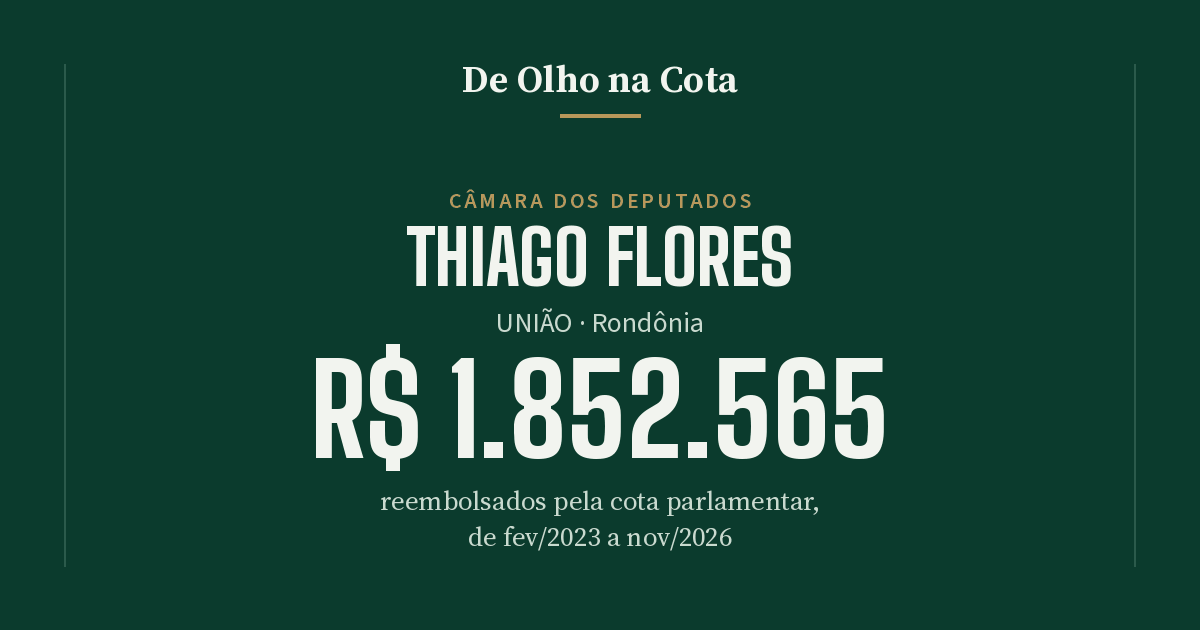 De Olho na Cota
CÂMARA DOS DEPUTADOS
THIAGO FLORES
UNIÃO · Rondônia
R$ 1.852.565
reembolsados pela cota parlamentar,
de fev/2023 a nov/2026